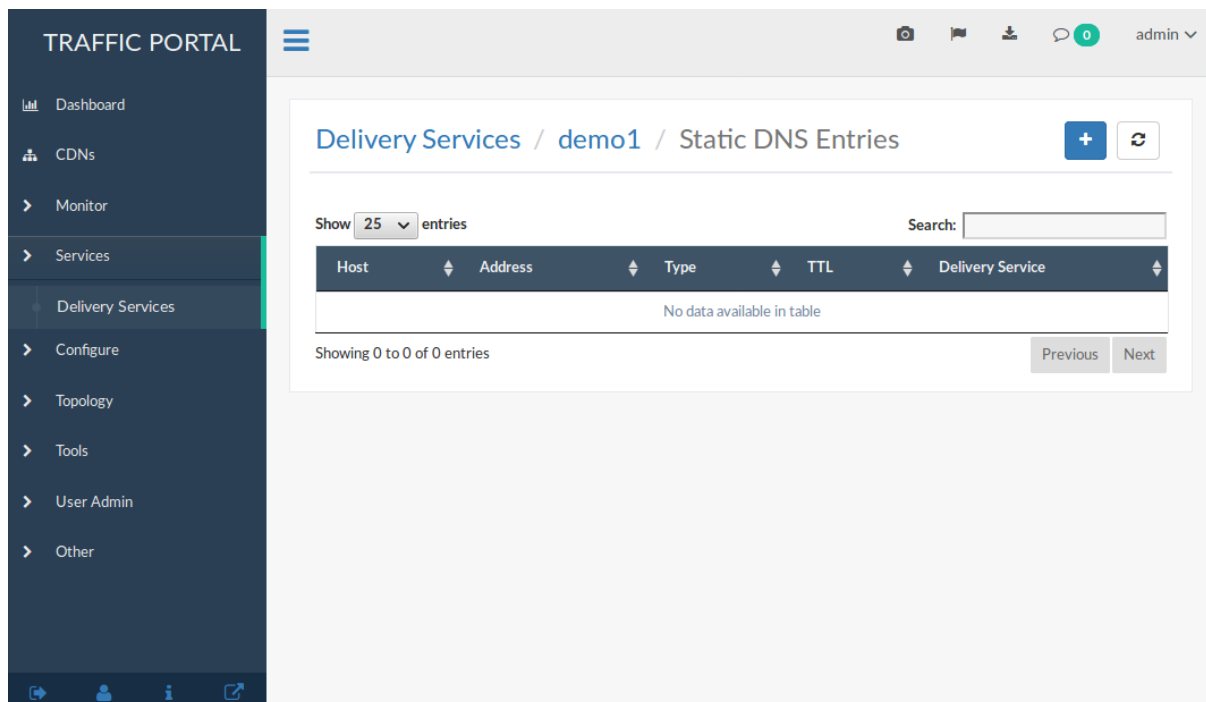 TRAFFIC PORTAL
0 admin
Dashboard
CDNs
Monitor
Services
Delivery Services
Configure
Topology
Tools
User Admin
Other
Delivery Services / demo1 / Static DNS Entries
Show 25 entries
Search:
Host Address Type TTL Delivery Service
No data available in table
Showing 0 to 0 of 0 entries
Previous Next